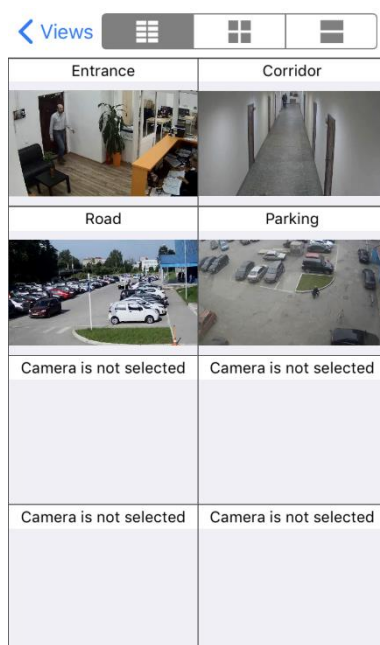 Views
Entrance
Corridor
Road
Parking
Camera is not selected
Camera is not selected
Camera is not selected
Camera is not selected